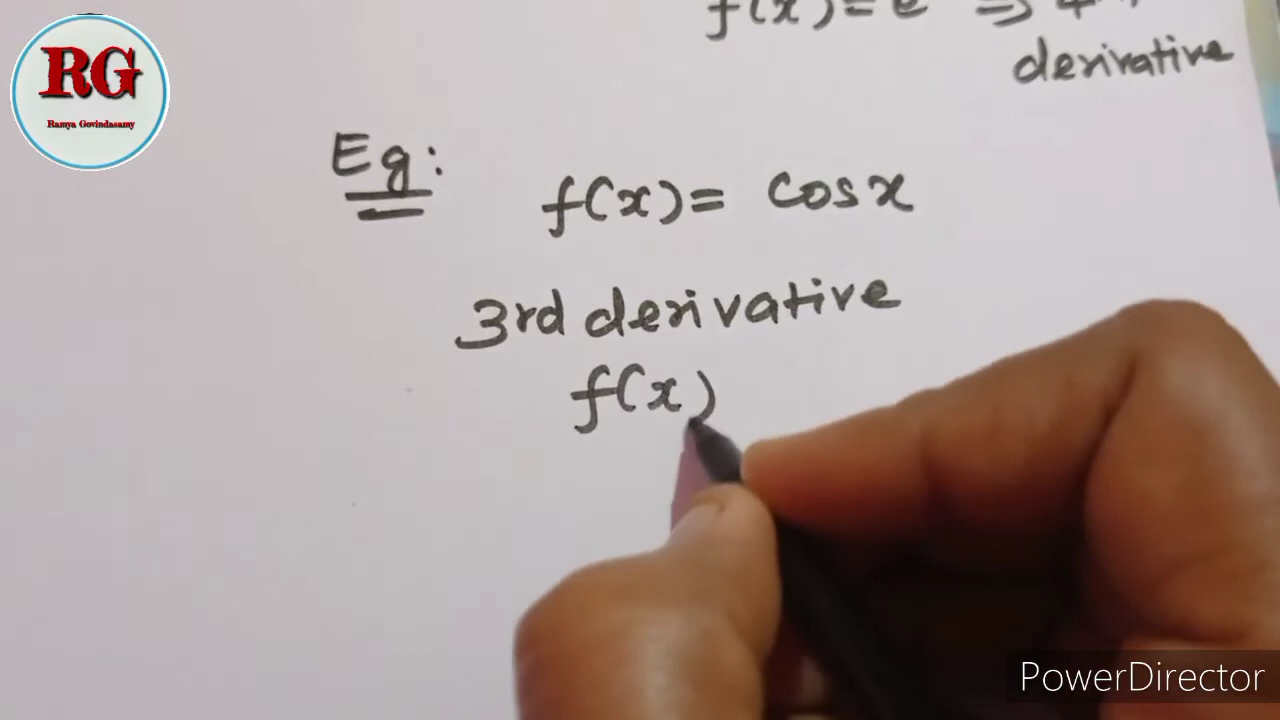 RG
Ramya Govindasamy
f(x) = e ⇒
derivative
Eg:
f(x) = cos x
3rd derivative
f(x)
PowerDirector